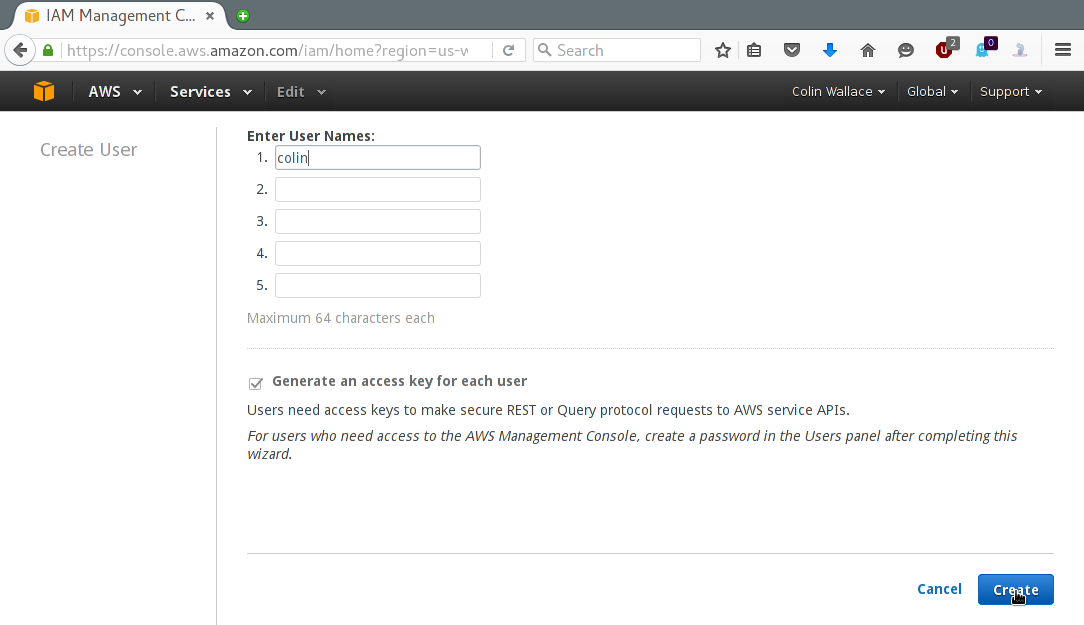 IAM Management C...
https://console.aws.amazon.com/iam/home?region=us-w
Search
2
0
AWS Services Edit Colin Wallace Global Support
Create User
Enter User Names:
1. colin
2.
3.
4.
5.
Maximum 64 characters each
Generate an access key for each user
Users need access keys to make secure REST or Query protocol requests to AWS service APIs.
For users who need access to the AWS Management Console, create a password in the Users panel after completing this
wizard.
Cancel Create